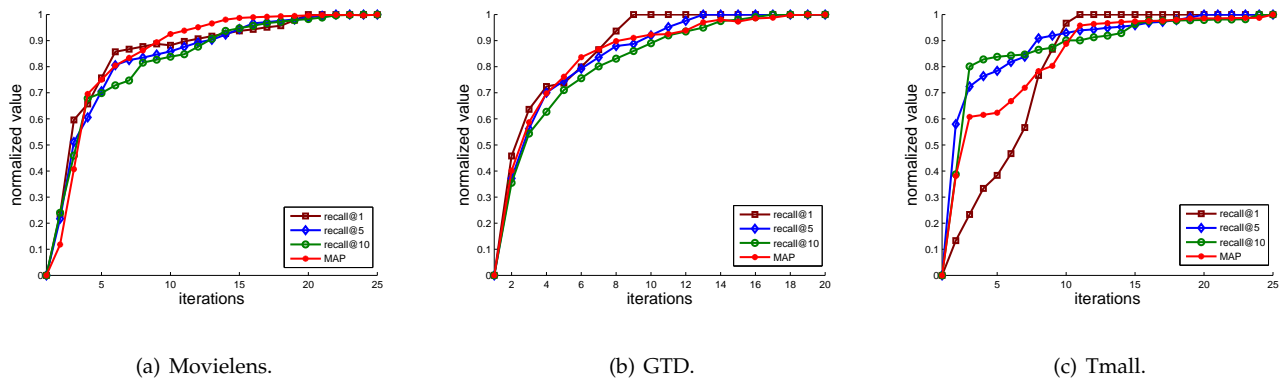 1
0.9
0.8
0.7
0.6
0.5
0.4
0.3
0.2
0.1
0
normalized value
5 10 15 20 25
iterations
recall@1
recall@5
recall@10
MAP
(a) Movielens.
1
0.9
0.8
0.7
0.6
0.5
0.4
0.3
0.2
0.1
0
normalized value
2 4 6 8 10 12 14 16 18 20
iterations
recall@1
recall@5
recall@10
MAP
(b) GTD.
1
0.9
0.8
0.7
0.6
0.5
0.4
0.3
0.2
0.1
0
normalized value
5 10 15 20 25
iterations
recall@1
recall@5
recall@10
MAP
(c) Tmall.